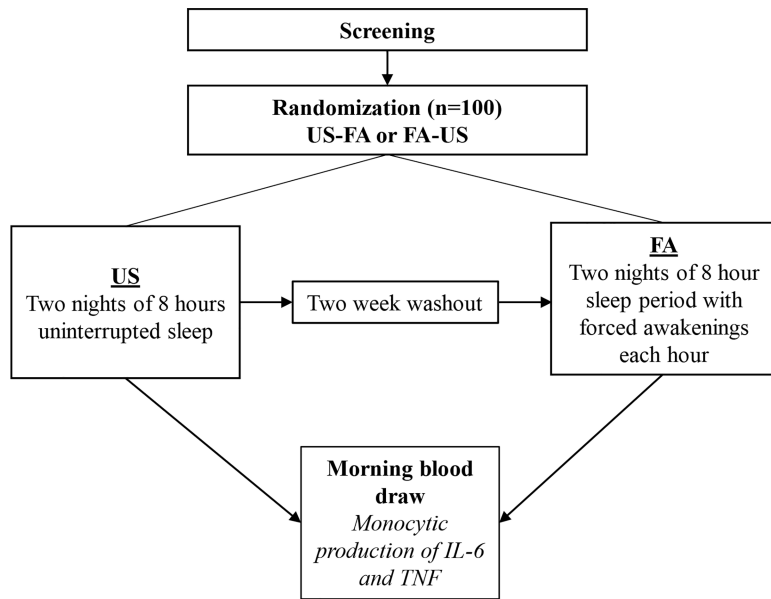 Screening
Randomization (n=100)
US-FA or FA-US
US
Two nights of 8 hours
uninterrupted sleep
Two week washout
FA
Two nights of 8 hour
sleep period with
forced awakenings
each hour
Morning blood
draw
Monocytic
production of IL-6
and TNF